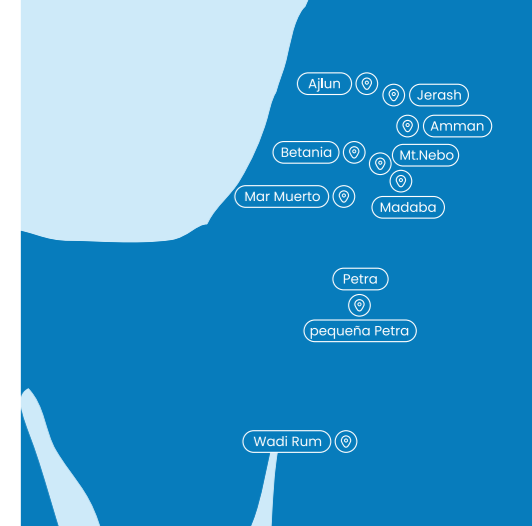 Ajlun
Jerash
Amman
Betania
Mt.Nebo
Mar Muerto
Madaba
Petra
pequeña Petra
Wadi Rum